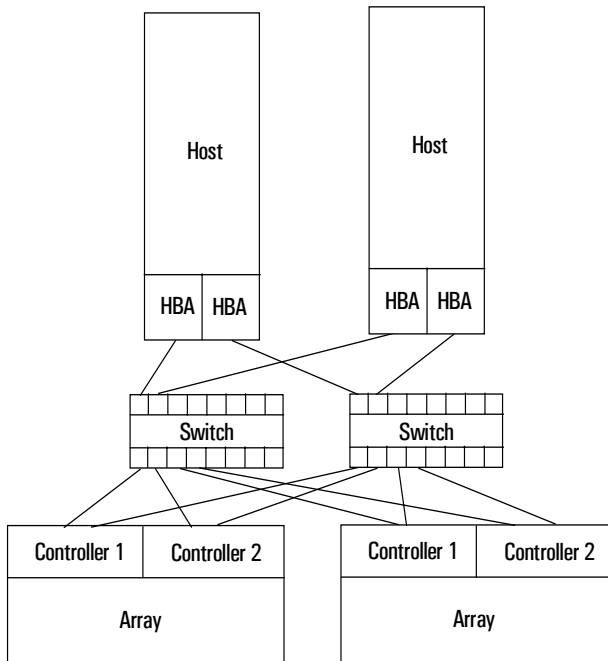 Host
Host
HBA HBA
HBA HBA
Switch
Switch
Controller 1 Controller 2
Controller 1 Controller 2
Array
Array